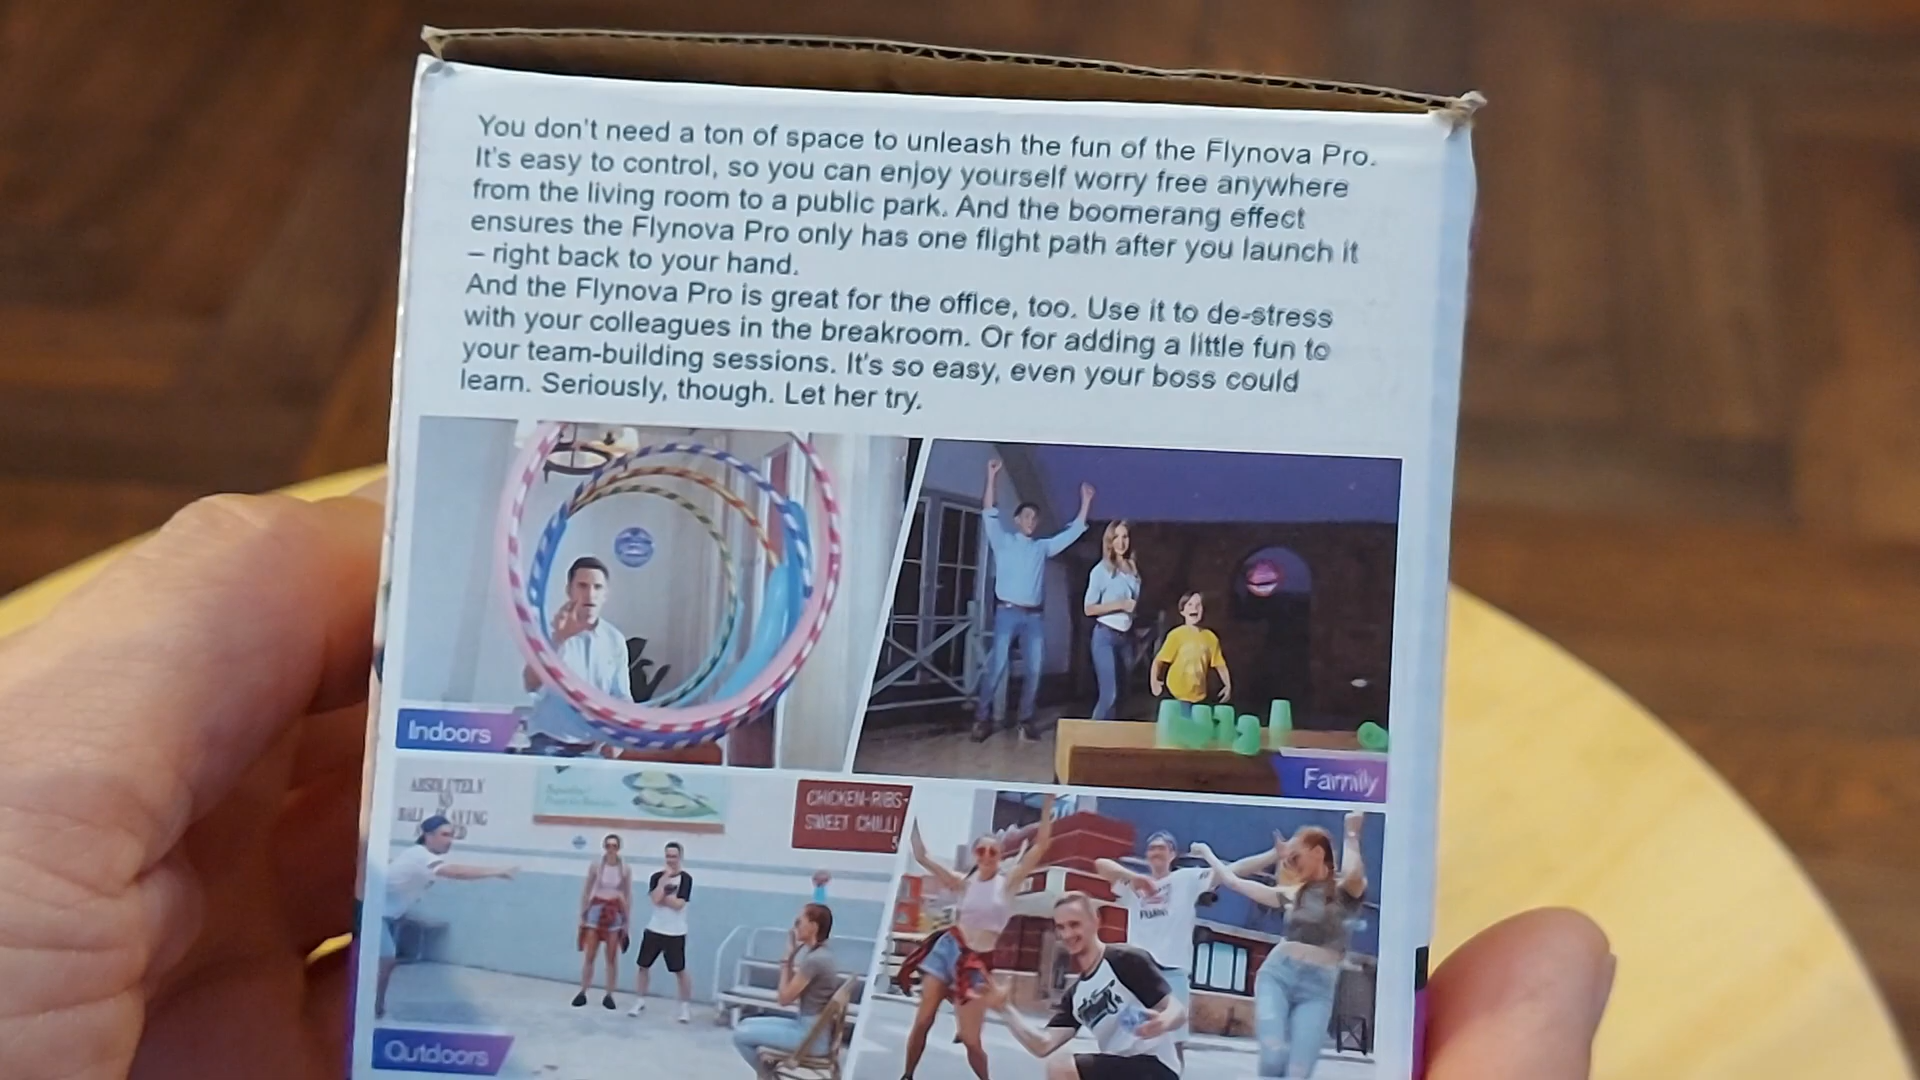 You don't need a ton of space to unleash the fun of the Flynova Pro.
It's easy to control, so you can enjoy yourself worry free anywhere
from the living room to a public park. And the boomerang effect
ensures the Flynova Pro only has one flight path after you launch it
– right back to your hand.
And the Flynova Pro is great for the office, too. Use it to de-stress
with your colleagues in the breakroom. Or for adding a little fun to
your team-building sessions. It's so easy, even your boss could
learn. Seriously, though. Let her try.
Indoors
Family
ABSOLUTELY
NO
BALL PLAYING
CHICKEN-RIBS-
SWEET CHILLI
Outdoors